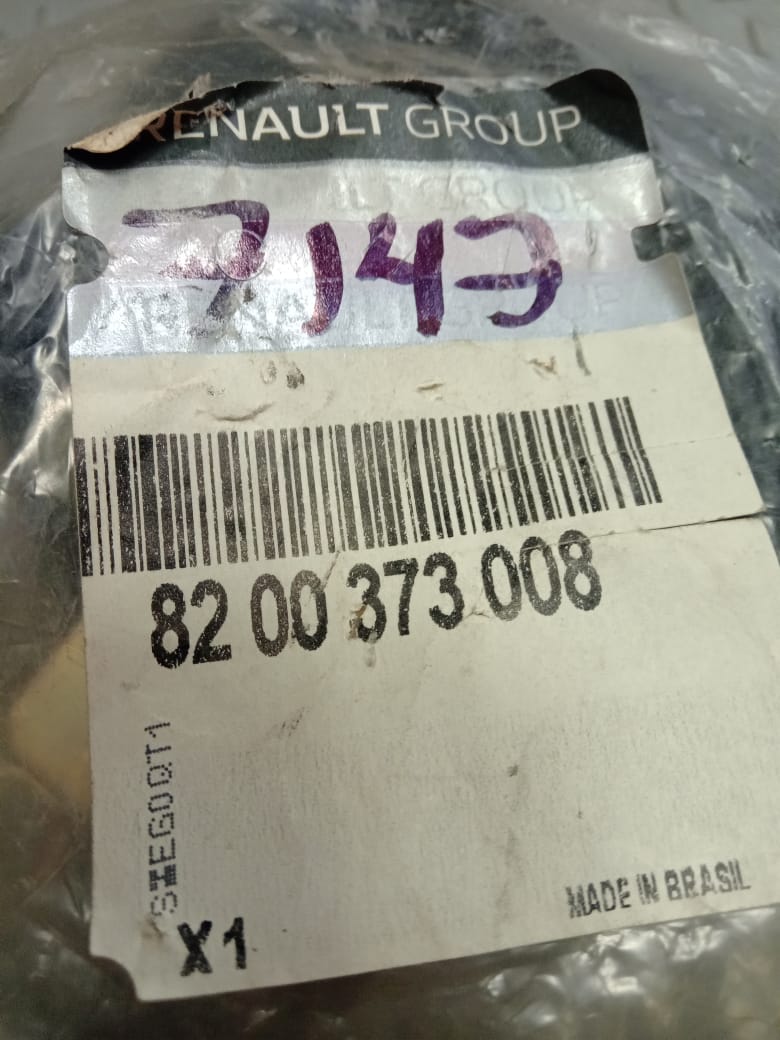 RENAULT GROUP
7143
82 00 373 008
X1
MADE IN BRASIL